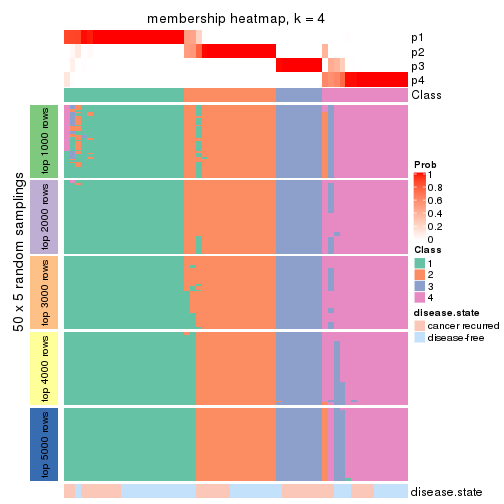 membership heatmap, k = 4
p1
p2
p3
p4
Class
50 x 5 random samplings
top 1000 rows
top 2000 rows
top 3000 rows
top 4000 rows
top 5000 rows
Prob
1
0.8
0.6
0.4
0.2
0
Class
1
2
3
4
disease.state
cancer recurred
disease-free
disease.state